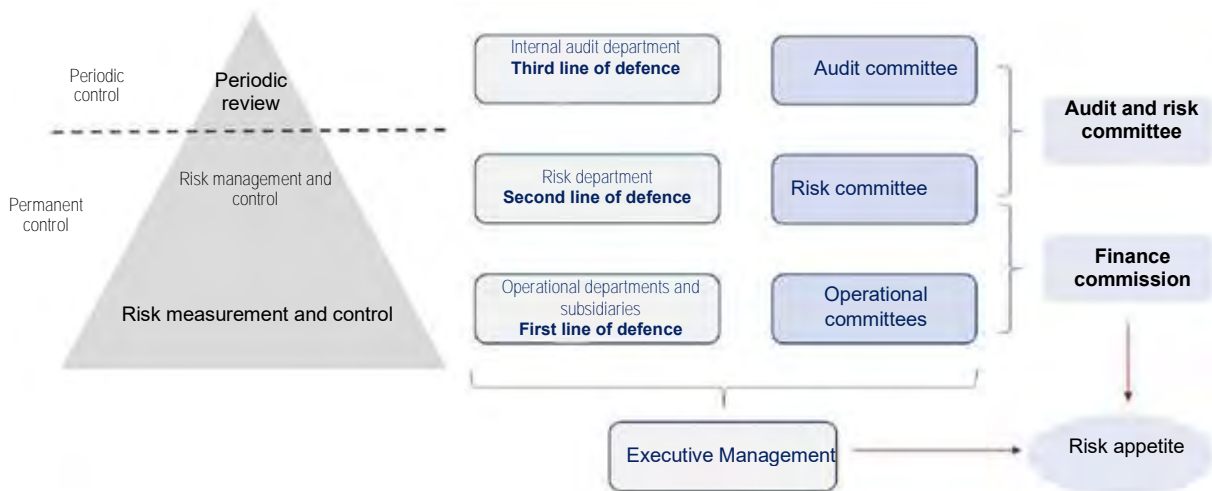 Periodic
control
Periodic
review
Permanent
control
Risk management and
control
Risk measurement and control
Internal audit department
Third line of defence
Audit committee
Risk department
Second line of defence
Risk committee
Operational departments and
subsidiaries
First line of defence
Operational
committees
Audit and risk
committee
Finance
commission
Executive Management
Risk appetite